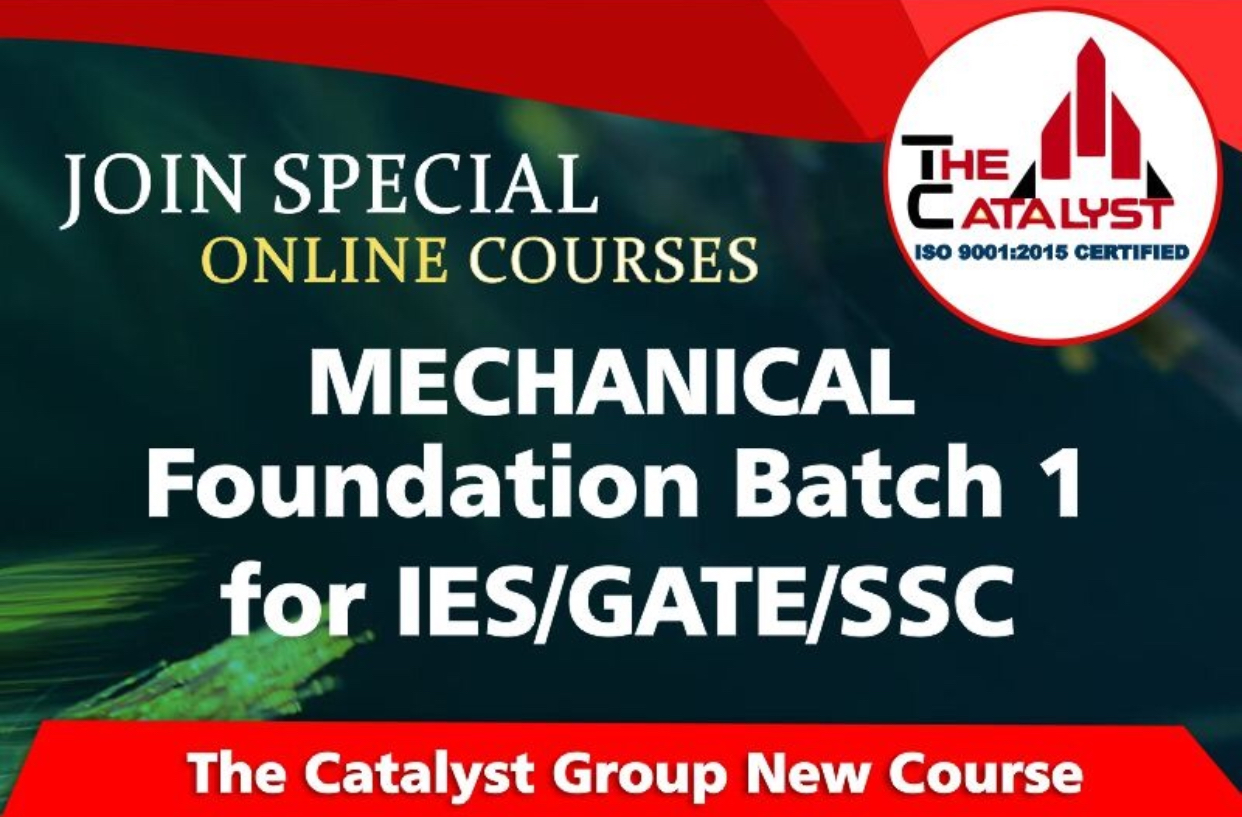 JOIN SPECIAL
ONLINE COURSES
THE
CATALYST
ISO 9001:2015 CERTIFIED
MECHANICAL
Foundation Batch 1
for IES/GATE/SSC
The Catalyst Group New Course